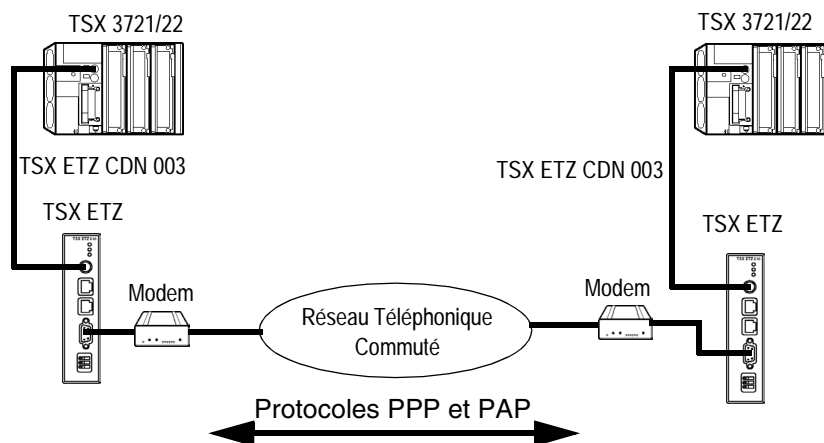 TSX 3721/22
TSX 3721/22
TSX ETZ CDN 003
TSX ETZ CDN 003
TSX ETZ
TSX ETZ
Modem
Modem
Réseau Téléphonique
Commuté
Protocoles PPP et PAP